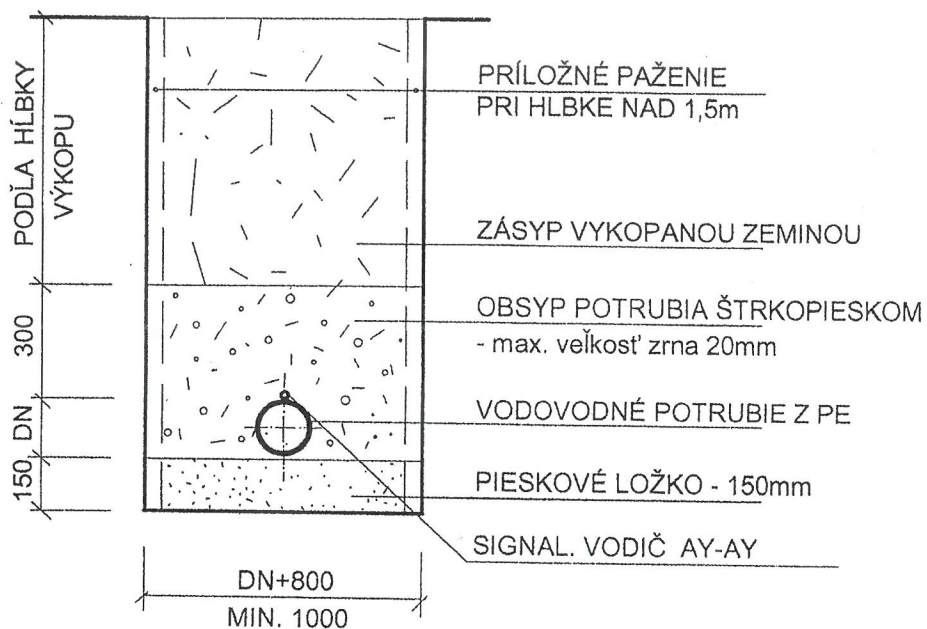 PODĽA HĹBKY
VÝKOPU
300
DN
150
PRÍLOŽNÉ PAŽENIE
PRI HLBKE NAD 1,5m
ZÁSYP VYKOPANOU ZEMINOU
OBSYP POTRUBIA ŠTRKOPIESKOM
- max. veľkosť zrna 20mm
VODOVODNÉ POTRUBIE Z PE
PIESKOVÉ LOŽKO - 150mm
SIGNAL. VODIČ AY-AY
DN+800
MIN. 1000